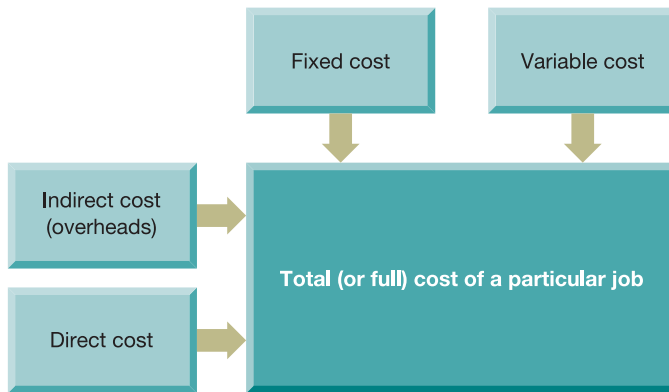 Fixed cost
Variable cost
Indirect cost
(overheads)
Total (or full) cost of a particular job
Direct cost